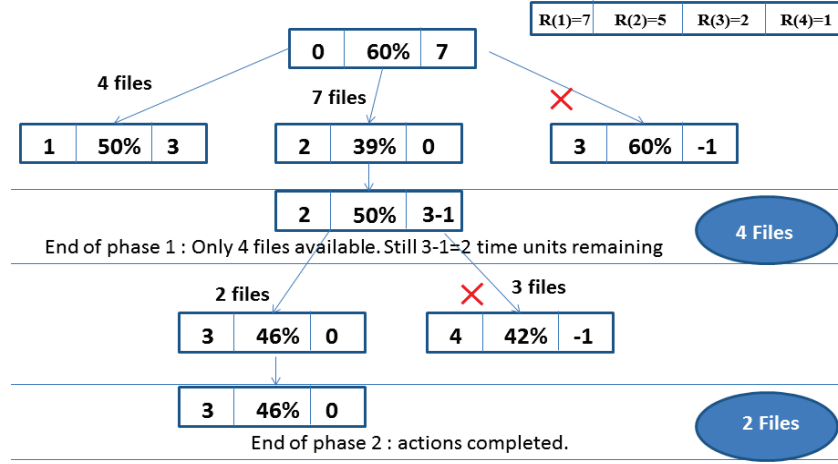 R(1)=7 R(2)=5 R(3)=2 R(4)=1
0 60% 7
4 files
7 files
1 50% 3
2 39% 0
3 60% -1
2 50% 3-1
4 Files
End of phase 1 : Only 4 files available. Still 3-1=2 time units remaining
2 files
3 files
3 46% 0
4 42% -1
3 46% 0
2 Files
End of phase 2 : actions completed.